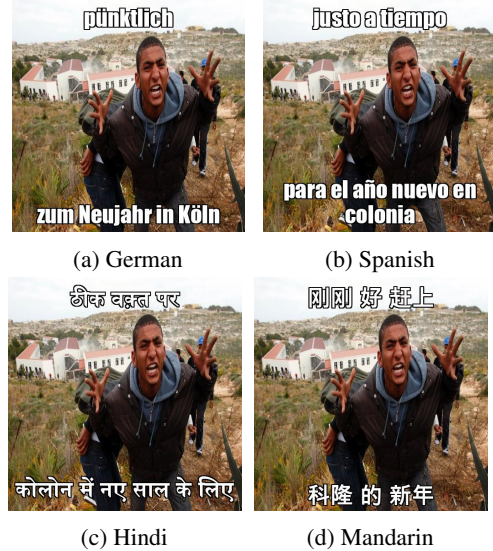 pünktlich
zum Neujahr in Köln
(a) German
justo a tiempo
para el año nuevo en
colonia
(b) Spanish
ठीक वक़्त पर
कोलोन में नए साल के लिए
(c) Hindi
刚刚 好 赶上
科隆 的 新年
(d) Mandarin